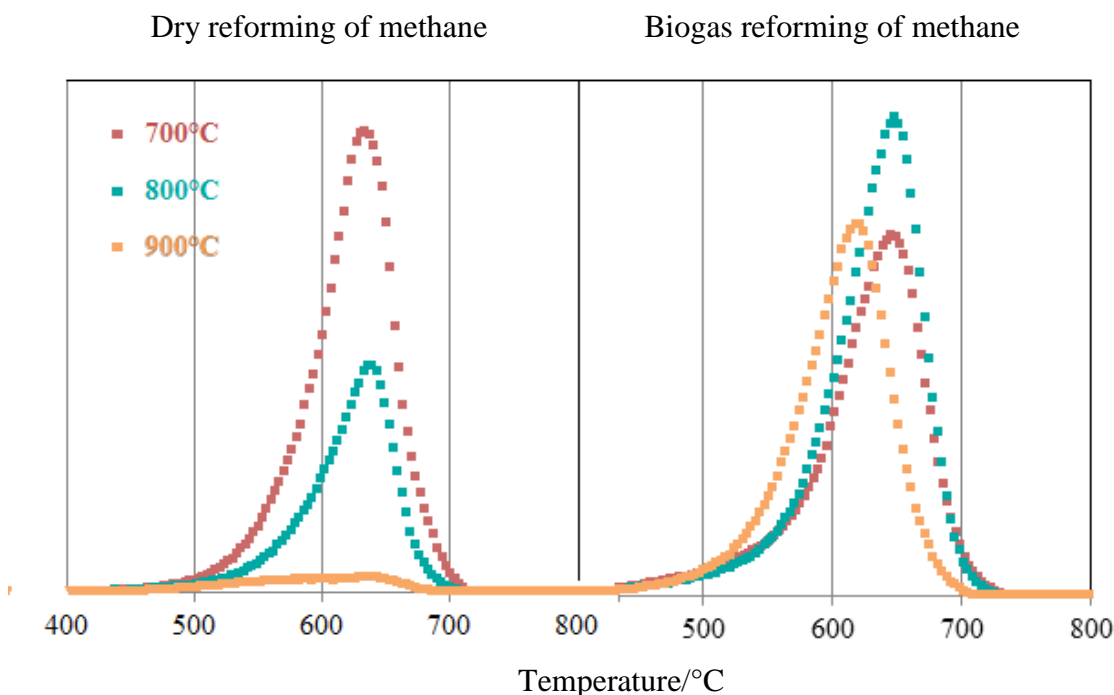 Dry reforming of methane Biogas reforming of methane
700°C
800°C
900°C
400 500 600 700 800 500 600 700 800
Temperature/°C